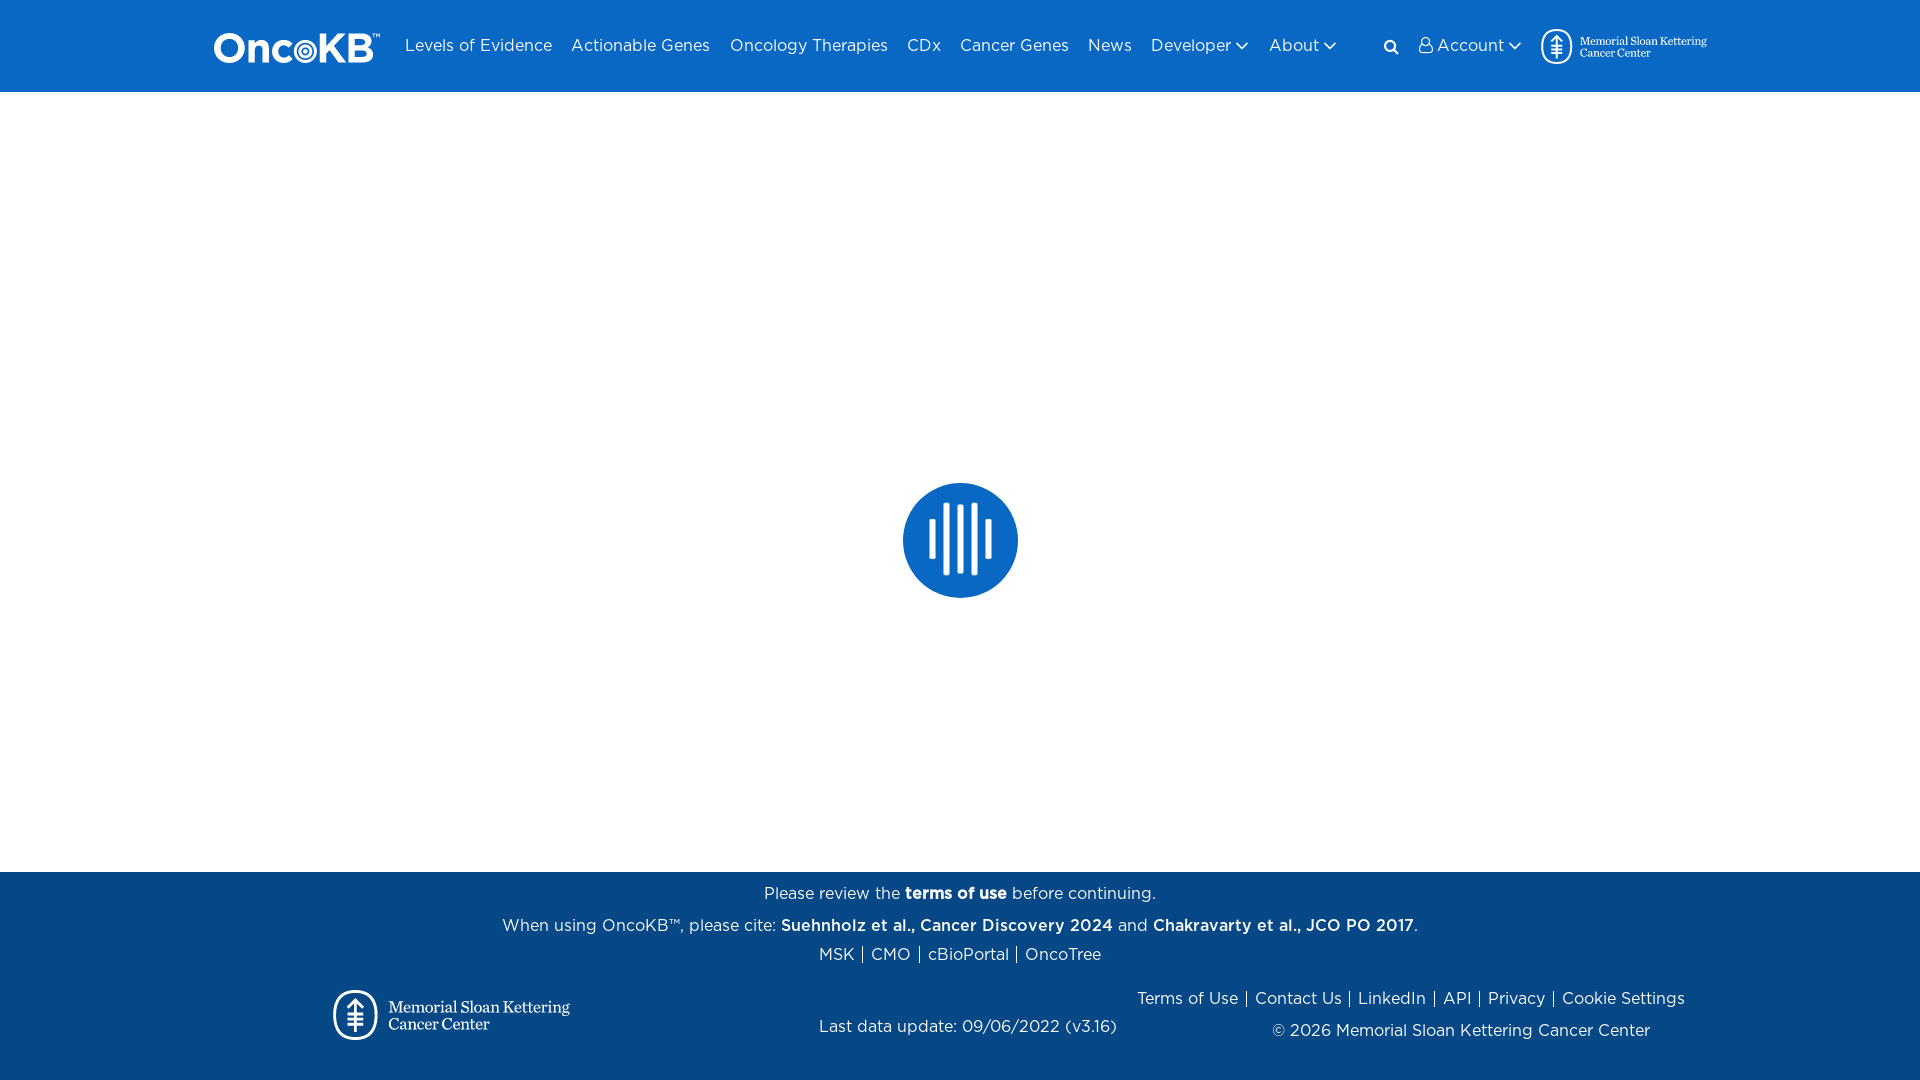 OncoKB™ Levels of Evidence Actionable Genes Oncology Therapies CDx Cancer Genes News Developer About Account Memorial Sloan Kettering
Cancer Center
Please review the terms of use before continuing.
When using OncoKB™, please cite: Suehnholz et al., Cancer Discovery 2024 and Chakravarty et al., JCO PO 2017.
MSK CMO cBioPortal OncoTree
Memorial Sloan Kettering
Cancer Center
Last data update: 09/06/2022 (v3.16)
Terms of Use Contact Us LinkedIn API Privacy Cookie Settings
© 2026 Memorial Sloan Kettering Cancer Center